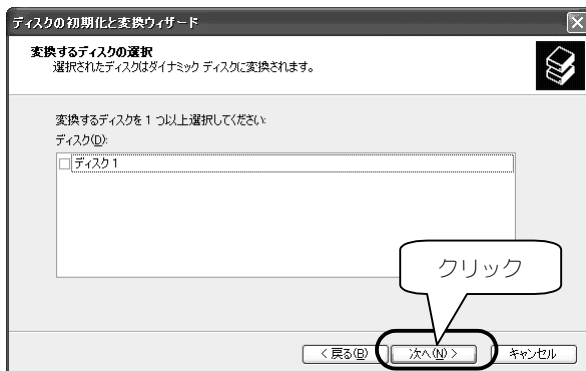 ディスクの初期化と変換ウィザード
変換するディスクの選択
選択されたディスクはダイナミック ディスクに変換されます。
変換するディスクを 1 つ以上選択してください:
ディスク(D):
ディスク 1
クリック
< 戻る(B)
次へ(N) >
キャンセル